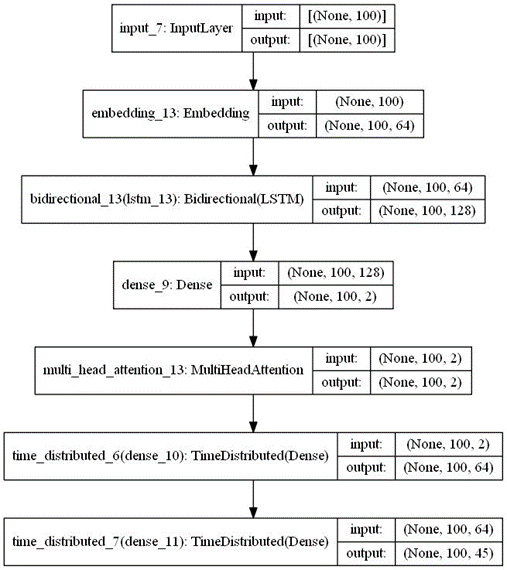 input_7: InputLayer
input: [(None, 100)]
output: [(None, 100)]
embedding_13: Embedding
input: (None, 100)
output: (None, 100, 64)
bidirectional_13(lstm_13): Bidirectional(LSTM)
input: (None, 100, 64)
output: (None, 100, 128)
dense_9: Dense
input: (None, 100, 128)
output: (None, 100, 2)
multi_head_attention_13: MultiHeadAttention
input: (None, 100, 2)
output: (None, 100, 2)
time_distributed_6(dense_10): TimeDistributed(Dense)
input: (None, 100, 2)
output: (None, 100, 64)
time_distributed_7(dense_11): TimeDistributed(Dense)
input: (None, 100, 64)
output: (None, 100, 45)